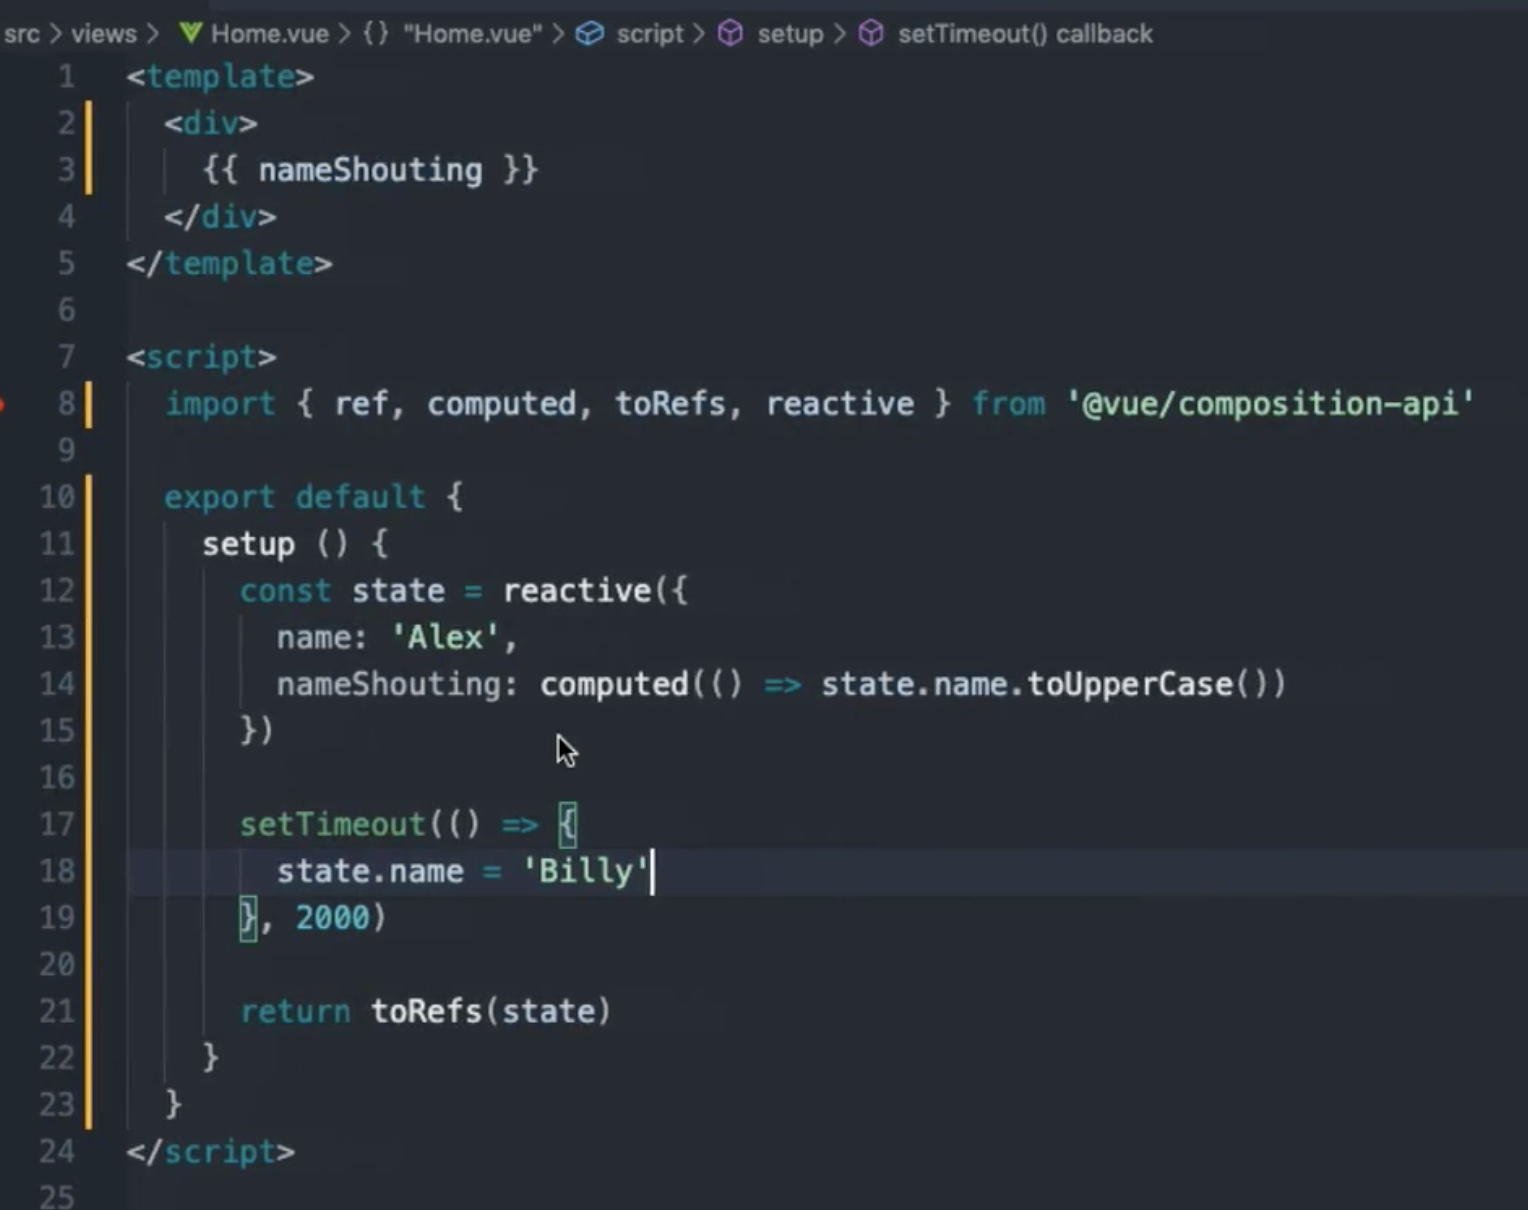 src > views > Home.vue > {} "Home.vue" > script > setup > setTimeout() callback
1 <template>
2 <div>
3 {{ nameShouting }}
4 </div>
5 </template>
6
7 <script>
8 import { ref, computed, toRefs, reactive } from '@vue/composition-api'
9
10 export default {
11 setup () {
12 const state = reactive({
13 name: 'Alex',
14 nameShouting: computed(() => state.name.toUpperCase())
15 })
16
17 setTimeout(() => {
18 state.name = 'Billy'
19 }, 2000)
20
21 return toRefs(state)
22 }
23 }
24 </script>
25